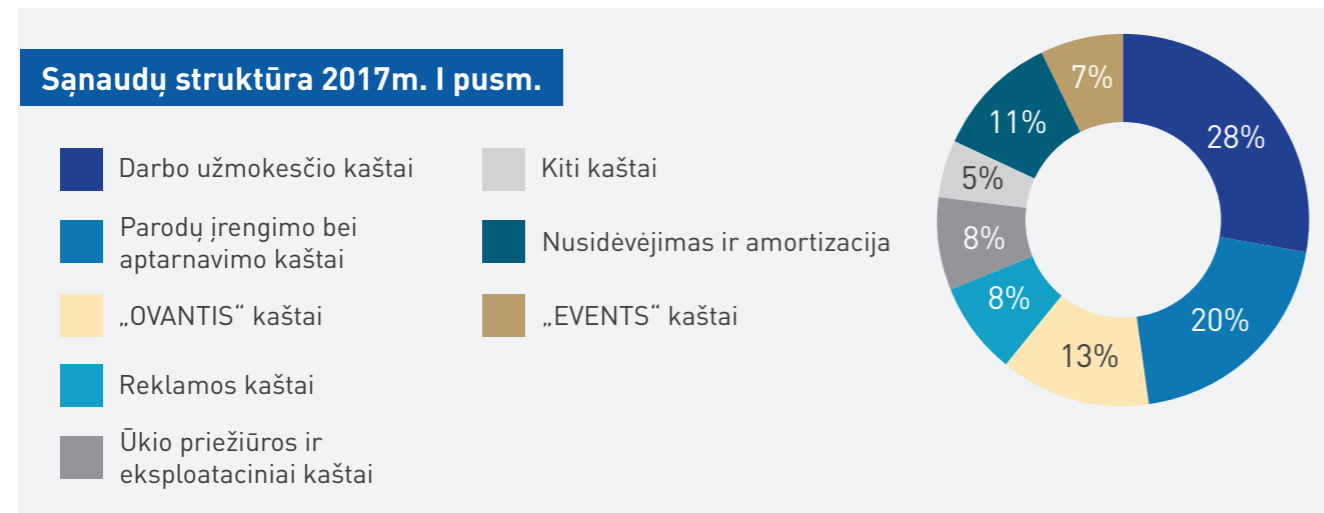 Sąnaudų struktūra 2017m. I pusm.
Darbo užmokesčio kaštai
Parodų įrengimo bei
aptarnavimo kaštai
„OVANTIS“ kaštai
Reklamos kaštai
Ūkio priežiūros ir
eksploataciniai kaštai
Kiti kaštai
Nusidėvėjimas ir amortizacija
„EVENTS“ kaštai
28%
20%
13%
8%
8%
5%
11%
7%